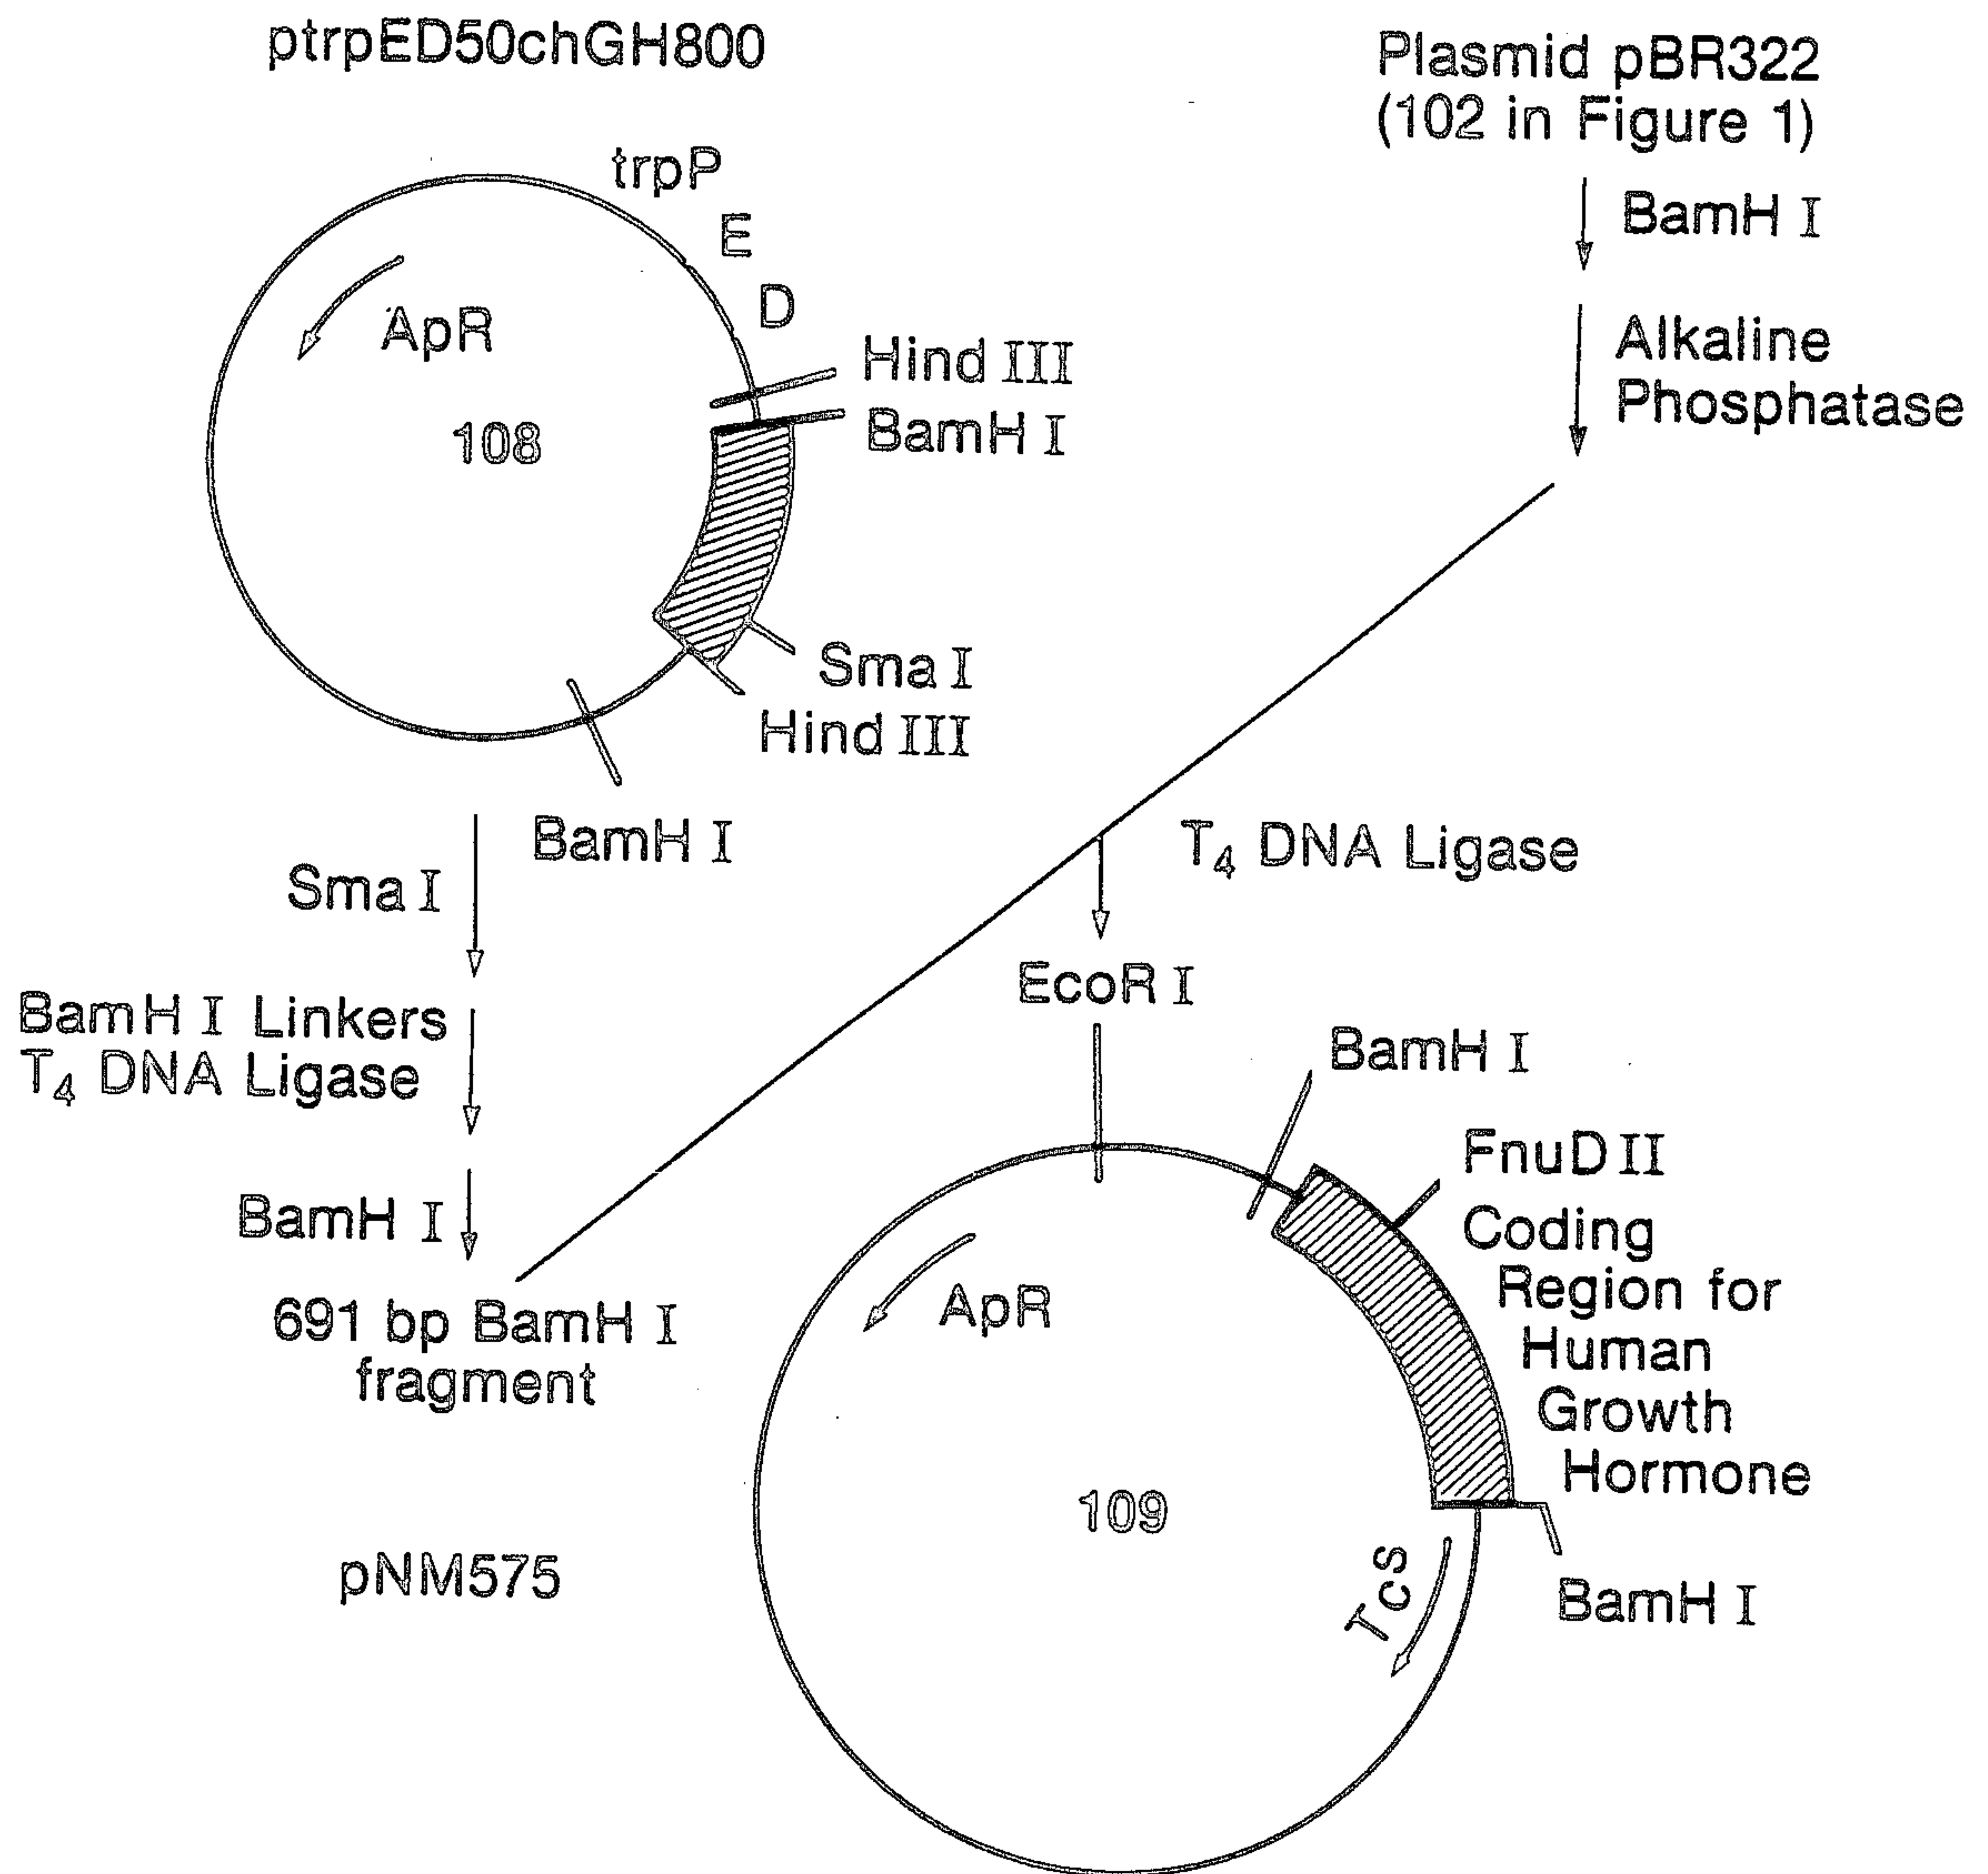 ptrpED50chGH800
Plasmid pBR322
(102 in Figure 1)
BamH I
Alkaline
Phosphatase
trpP
E
D
Hind III
BamH I
ApR
108
Sma I
Hind III
BamH I
Sma I
BamH I Linkers
T₄ DNA Ligase
BamH I
691 bp BamH I
fragment
T₄ DNA Ligase
EcoR I
BamH I
FnuD II
Coding
Region for
Human
Growth
Hormone
ApR
109
TcS
BamH I
pNM575